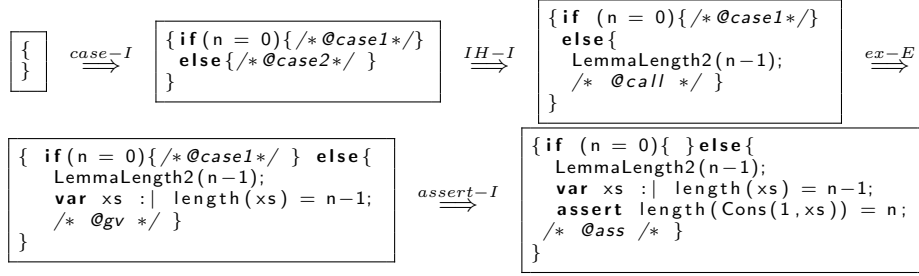 {
}
case−I
⟹
{if(n = 0){/*@case1*/}
else{/*@case2*/ }
}
IH−I
⟹
{if (n = 0){/*@case1*/}
else{
LemmaLength2(n−1);
/* @call */ }
}
ex−E
⟹
{ if(n = 0){/*@case1*/ } else{
LemmaLength2(n−1);
var xs :| length(xs) = n−1;
/* @gv */ }
}
assert−I
⟹
{if (n = 0){ }else{
LemmaLength2(n−1);
var xs :| length(xs) = n−1;
assert length(Cons(1,xs)) = n;
/* @ass /* }
}